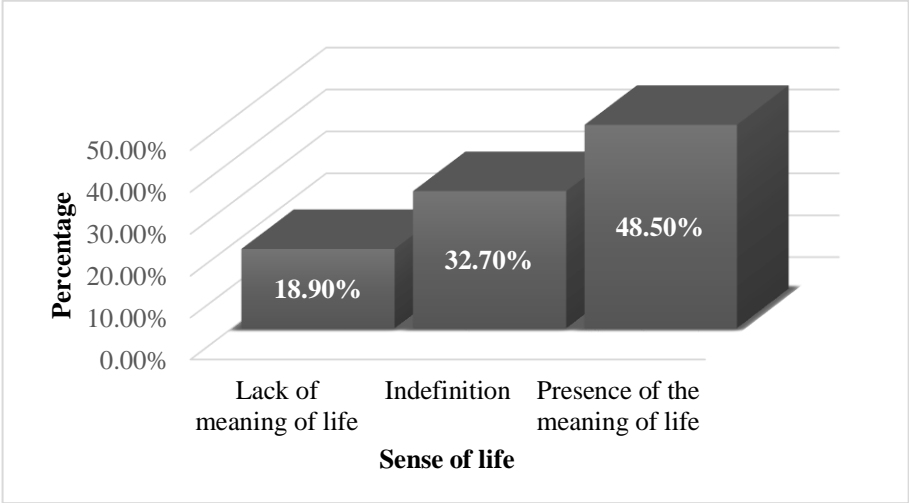 50.00%
40.00%
30.00%
20.00%
10.00%
0.00%
Percentage
18.90%
32.70%
48.50%
Lack of
meaning of life
Indefinition
Presence of the
meaning of life
Sense of life